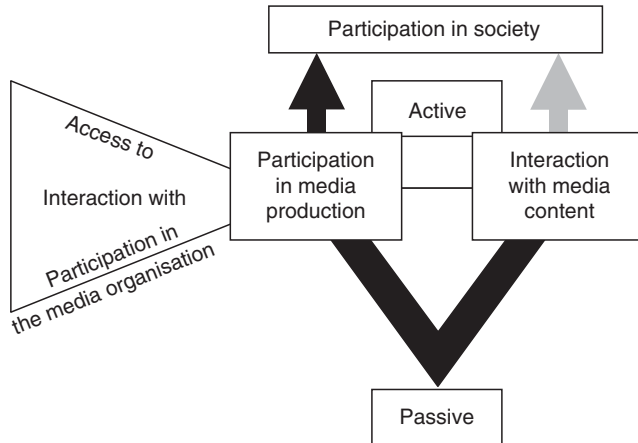 Participation in society
Active
Access to
Interaction with
Participation in
the media organisation
Participation
in media
production
Interaction
with media
content
Passive